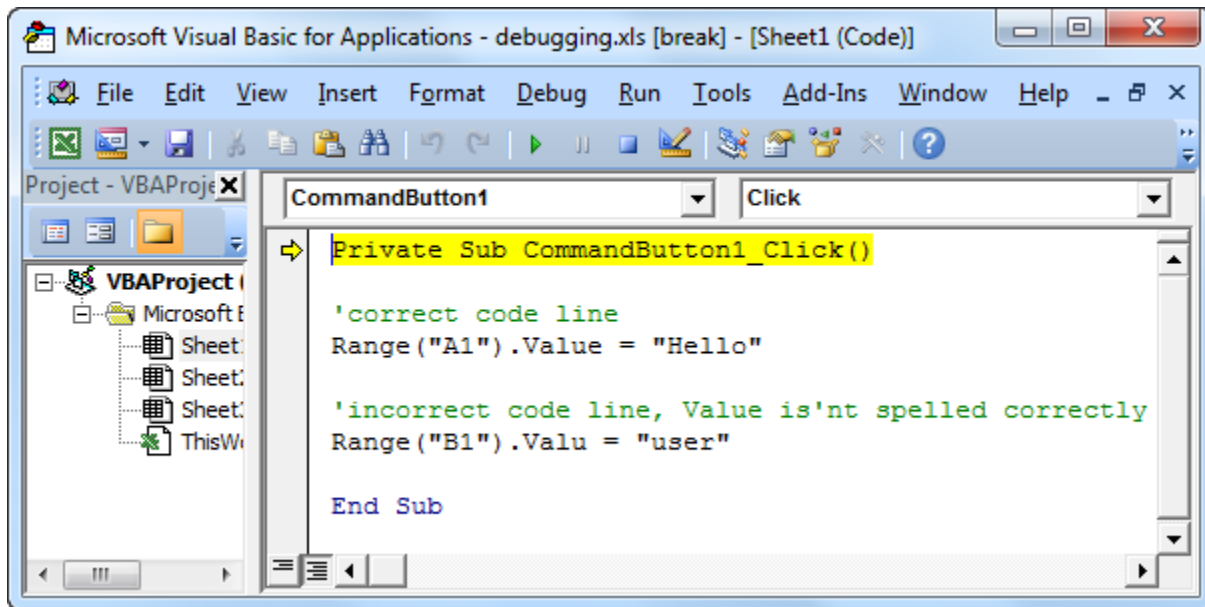 Microsoft Visual Basic for Applications - debugging.xls [break] - [Sheet1 (Code)]
File Edit View Insert Format Debug Run Tools Add-Ins Window Help
Project - VBAProje
CommandButton1 Click
Private Sub CommandButton1_Click()
VBAProject (
'correct code line
Microsoft E
Range("A1").Value = "Hello"
Sheet1
Sheet2
Sheet3
'incorrect code line, Value is'nt spelled correctly
ThisWo
Range("B1").Valu = "user"
End Sub